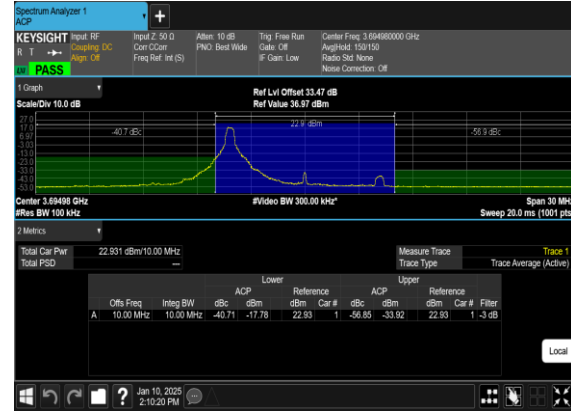 Spectrum Analyzer 1
ACP
KEYSIGHT Input: RF Input Z: 50 Ω Atten: 10 dB Trig: Free Run Center Freq: 3.694980000 GHz
R T Coupling: DC Corr CCorr PNO: Best Wide Gate: Off Avg|Hold: 150/150
Align: Off Freq Ref: Int (S) IF Gain: Low Radio Std: None
LM PASS Noise Correction: Off
1 Graph Ref Lvl Offset 33.47 dB
Scale/Div 10.0 dB Ref Value 36.97 dBm
27.0 22.9 dBm
17.0 -40.7 dBc -56.9 dBc
6.97
-3.03
-13.0
-23.0
-33.0
-43.0
-53.0
Center 3.69498 GHz #Video BW 300.00 kHz* Span 30 MHz
#Res BW 100 kHz Sweep 20.0 ms (1001 pts
2 Metrics
Total Car Pwr 22.931 dBm/10.00 MHz Measure Trace Trace 1
Total PSD --- Trace Type Trace Average (Active)
Lower Upper
ACP Reference ACP Reference
Offs Freq Integ BW dBc dBm dBm Car # dBc dBm dBm Car # Filter
A 10.00 MHz 10.00 MHz -40.71 -17.78 22.93 1 -56.85 -33.92 22.93 1 -3 dB
Local
? Jan 10, 2025
2:10:20 PM